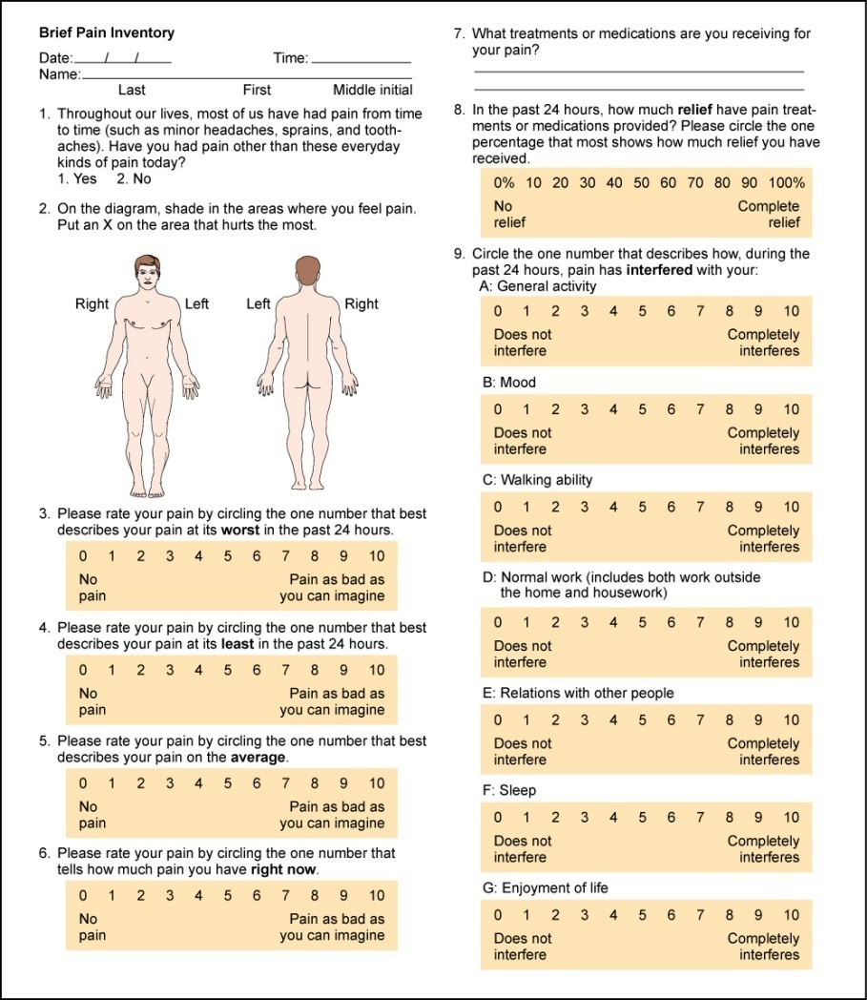 Brief Pain Inventory
Date: / / Time:
Name:
Last First Middle initial
1. Throughout our lives, most of us have had pain from time
to time (such as minor headaches, sprains, and tooth-
aches). Have you had pain other than these everyday
kinds of pain today?
1. Yes 2. No
2. On the diagram, shade in the areas where you feel pain.
Put an X on the area that hurts the most.
Right Left Left Right
3. Please rate your pain by circling the one number that best
describes your pain at its worst in the past 24 hours.
0 1 2 3 4 5 6 7 8 9 10
No Pain as bad as
pain you can imagine
4. Please rate your pain by circling the one number that best
describes your pain at its least in the past 24 hours.
0 1 2 3 4 5 6 7 8 9 10
No Pain as bad as
pain you can imagine
5. Please rate your pain by circling the one number that best
describes your pain on the average.
0 1 2 3 4 5 6 7 8 9 10
No Pain as bad as
pain you can imagine
6. Please rate your pain by circling the one number that
tells how much pain you have right now.
0 1 2 3 4 5 6 7 8 9 10
No Pain as bad as
pain you can imagine
7. What treatments or medications are you receiving for
your pain?
8. In the past 24 hours, how much relief have pain treat-
ments or medications provided? Please circle the one
percentage that most shows how much relief you have
received.
0% 10 20 30 40 50 60 70 80 90 100%
No Complete
relief relief
9. Circle the one number that describes how, during the
past 24 hours, pain has interfered with your:
A: General activity
0 1 2 3 4 5 6 7 8 9 10
Does not Completely
interfere interferes
B: Mood
0 1 2 3 4 5 6 7 8 9 10
Does not Completely
interfere interferes
C: Walking ability
0 1 2 3 4 5 6 7 8 9 10
Does not Completely
interfere interferes
D: Normal work (includes both work outside
the home and housework)
0 1 2 3 4 5 6 7 8 9 10
Does not Completely
interfere interferes
E: Relations with other people
0 1 2 3 4 5 6 7 8 9 10
Does not Completely
interfere interferes
F: Sleep
0 1 2 3 4 5 6 7 8 9 10
Does not Completely
interfere interferes
G: Enjoyment of life
0 1 2 3 4 5 6 7 8 9 10
Does not Completely
interfere interferes